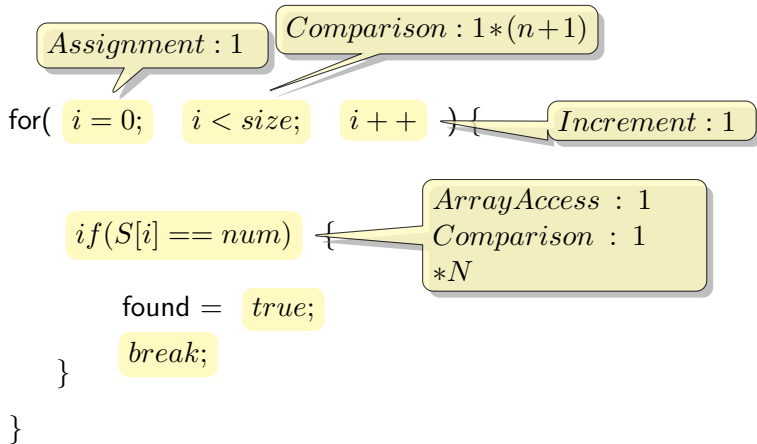 Assignment : 1
Comparison : 1*(n+1)
for( i = 0; i < size; i + + ) {
Increment : 1
if(S[i] == num) {
ArrayAccess : 1
Comparison : 1
*N
found = true;
break;
}
}